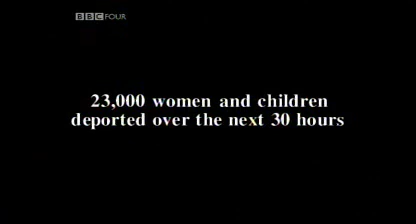 BBC FOUR
23,000 women and children
deported over the next 30 hours